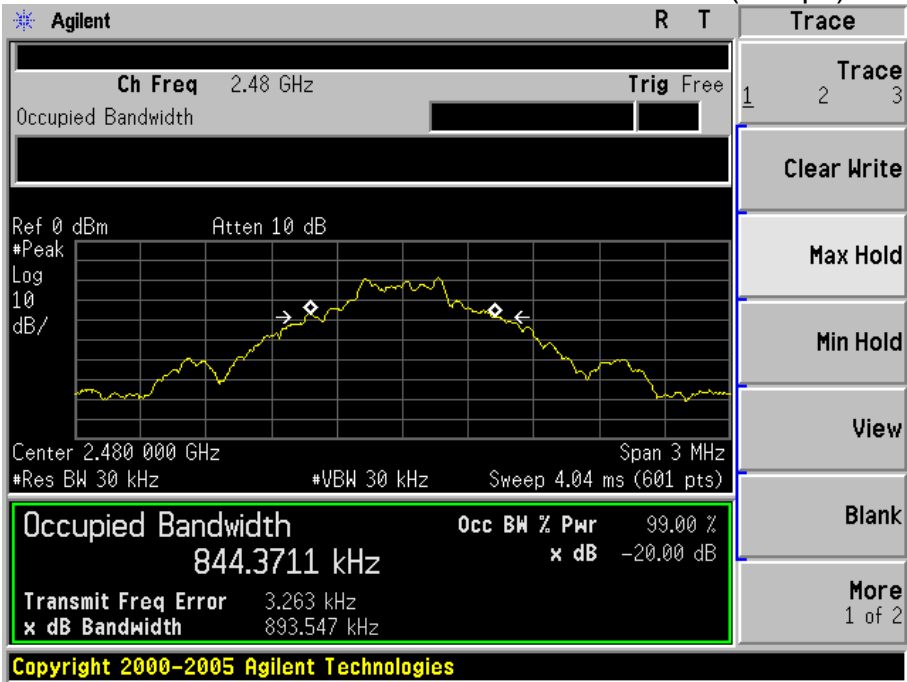 Agilent R T Trace
Ch Freq 2.48 GHz Trig Free
Occupied Bandwidth
Trace
1 2 3
Clear Write
Ref 0 dBm Atten 10 dB
#Peak
Log
10
dB/
Max Hold
Min Hold
View
Center 2.480 000 GHz Span 3 MHz
#Res BW 30 kHz #VBW 30 kHz Sweep 4.04 ms (601 pts)
Occupied Bandwidth Occ BW % Pwr 99.00 %
844.3711 kHz x dB -20.00 dB
Blank
Transmit Freq Error 3.263 kHz
x dB Bandwidth 893.547 kHz
More
1 of 2
Copyright 2000-2005 Agilent Technologies